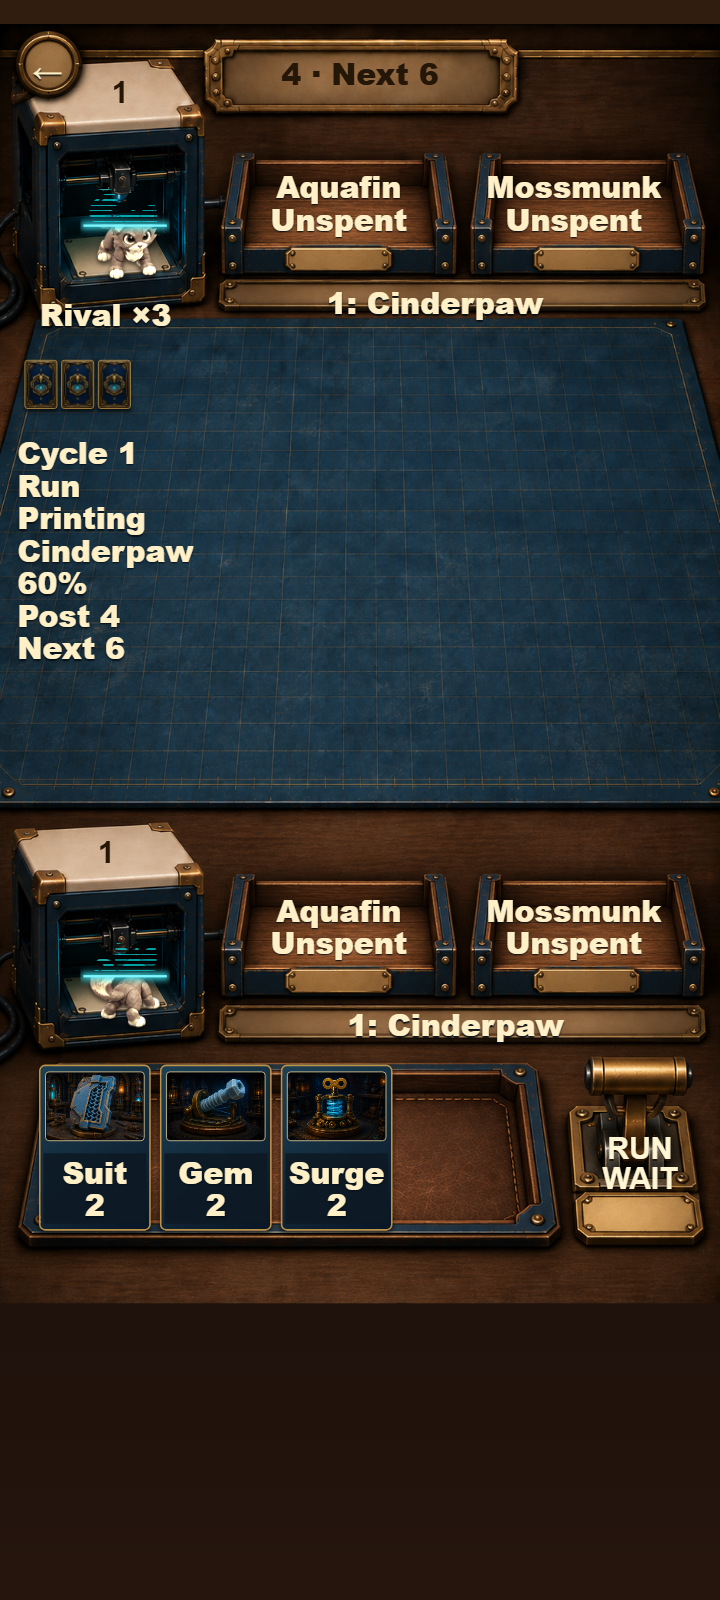 ←
4 · Next 6
1
Aquafin
Unspent
Mossmunk
Unspent
Rival ×3
1: Cinderpaw
Cycle 1
Run
Printing
Cinderpaw
60%
Post 4
Next 6
1
Aquafin
Unspent
Mossmunk
Unspent
1: Cinderpaw
Suit
2
Gem
2
Surge
2
RUN
WAIT